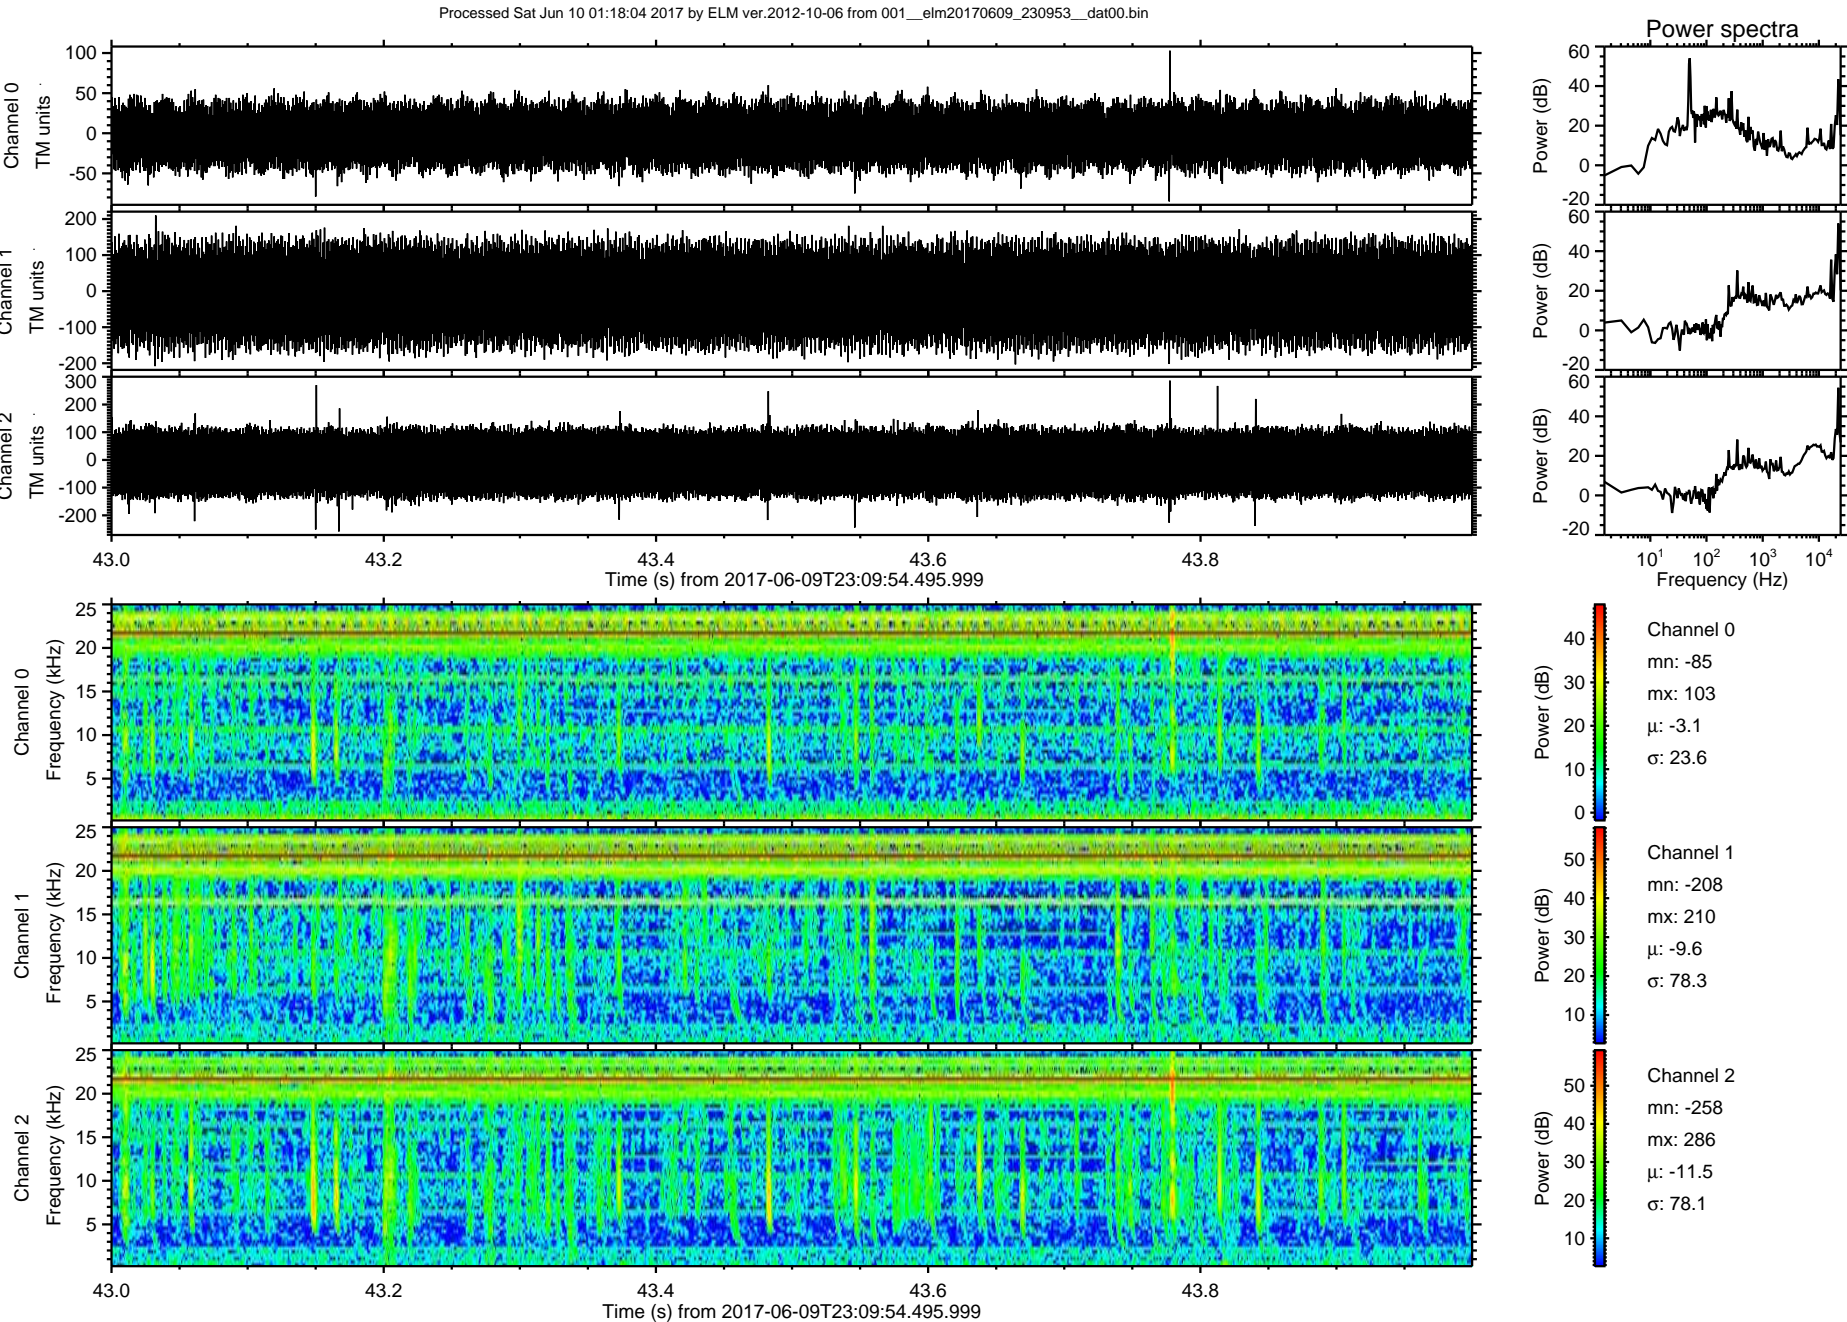 Processed Sat Jun 10 01:18:04 2017 by ELM ver.2012-10-06 from 001__elm20170609_230953__dat00.bin
Power spectra
Channel 0
TM units
100
50
0
-50
Power (dB)
60
40
20
0
-20
Channel 1
TM units
200
100
0
-100
-200
Power (dB)
60
40
20
0
-20
Channel 2
TM units
300
200
100
0
-100
-200
Power (dB)
60
40
20
0
-20
43.0 43.2 43.4 43.6 43.8
Time (s) from 2017-06-09T23:09:54.495.999
10^1 10^2 10^3 10^4
Frequency (Hz)
Channel 0
Frequency (kHz)
25
20
15
10
5
Power (dB)
40
30
20
10
0
Channel 0
mn: -85
mx: 103
μ: -3.1
σ: 23.6
Channel 1
Frequency (kHz)
25
20
15
10
5
Power (dB)
50
40
30
20
10
Channel 1
mn: -208
mx: 210
μ: -9.6
σ: 78.3
Channel 2
Frequency (kHz)
25
20
15
10
5
Power (dB)
50
40
30
20
10
Channel 2
mn: -258
mx: 286
μ: -11.5
σ: 78.1
43.0 43.2 43.4 43.6 43.8
Time (s) from 2017-06-09T23:09:54.495.999